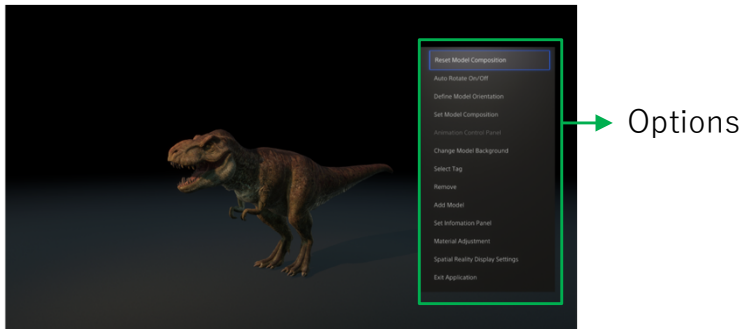 Reset Model Composition
Auto Rotate On/Off
Define Model Orientation
Set Model Composition
Animation Control Panel
Change Model Background
Select Tag
Remove
Add Model
Set Infomation Panel
Material Adjustment
Spatial Reality Display Settings
Exit Application
Options